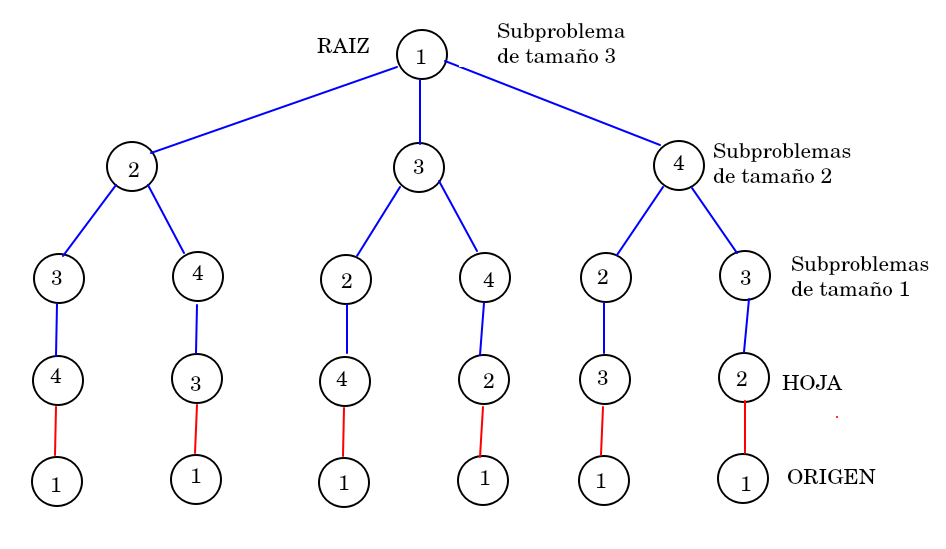 RAIZ
1
Subproblema
de tamaño 3
2
3
4
Subproblemas
de tamaño 2
3
4
2
4
2
3
Subproblemas
de tamaño 1
4
3
4
2
3
2
HOJA
1
1
1
1
1
1
ORIGEN